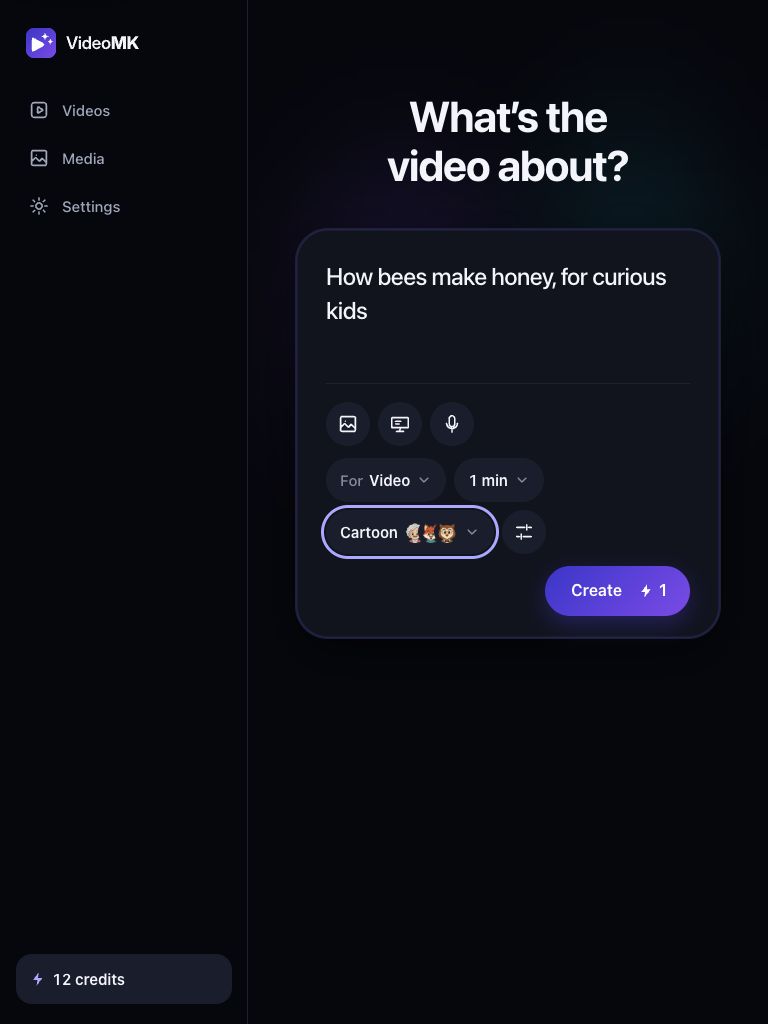 VideoMK
Videos
Media
Settings
What’s the
video about?
How bees make honey, for curious
kids
For Video
1 min
Cartoon
Create 1
12 credits